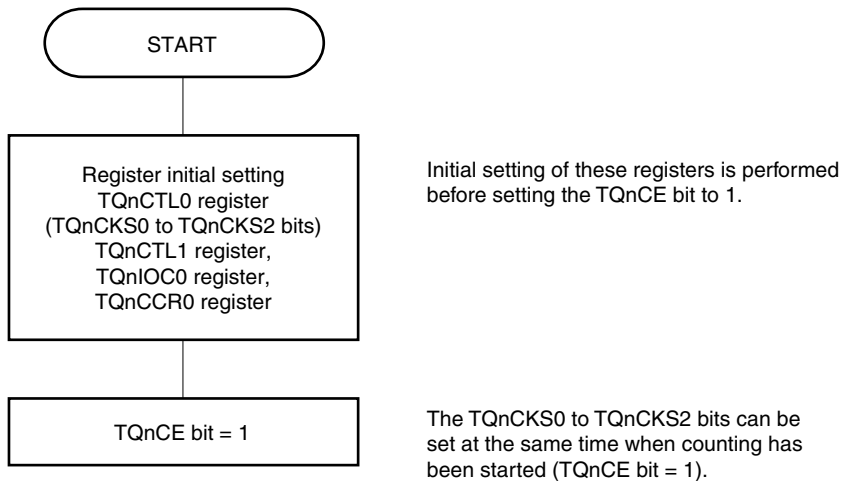 START
Register initial setting
TQnCTL0 register
(TQnCKS0 to TQnCKS2 bits)
TQnCTL1 register,
TQnIOC0 register,
TQnCCR0 register
Initial setting of these registers is performed
before setting the TQnCE bit to 1.
TQnCE bit = 1
The TQnCKS0 to TQnCKS2 bits can be
set at the same time when counting has
been started (TQnCE bit = 1).